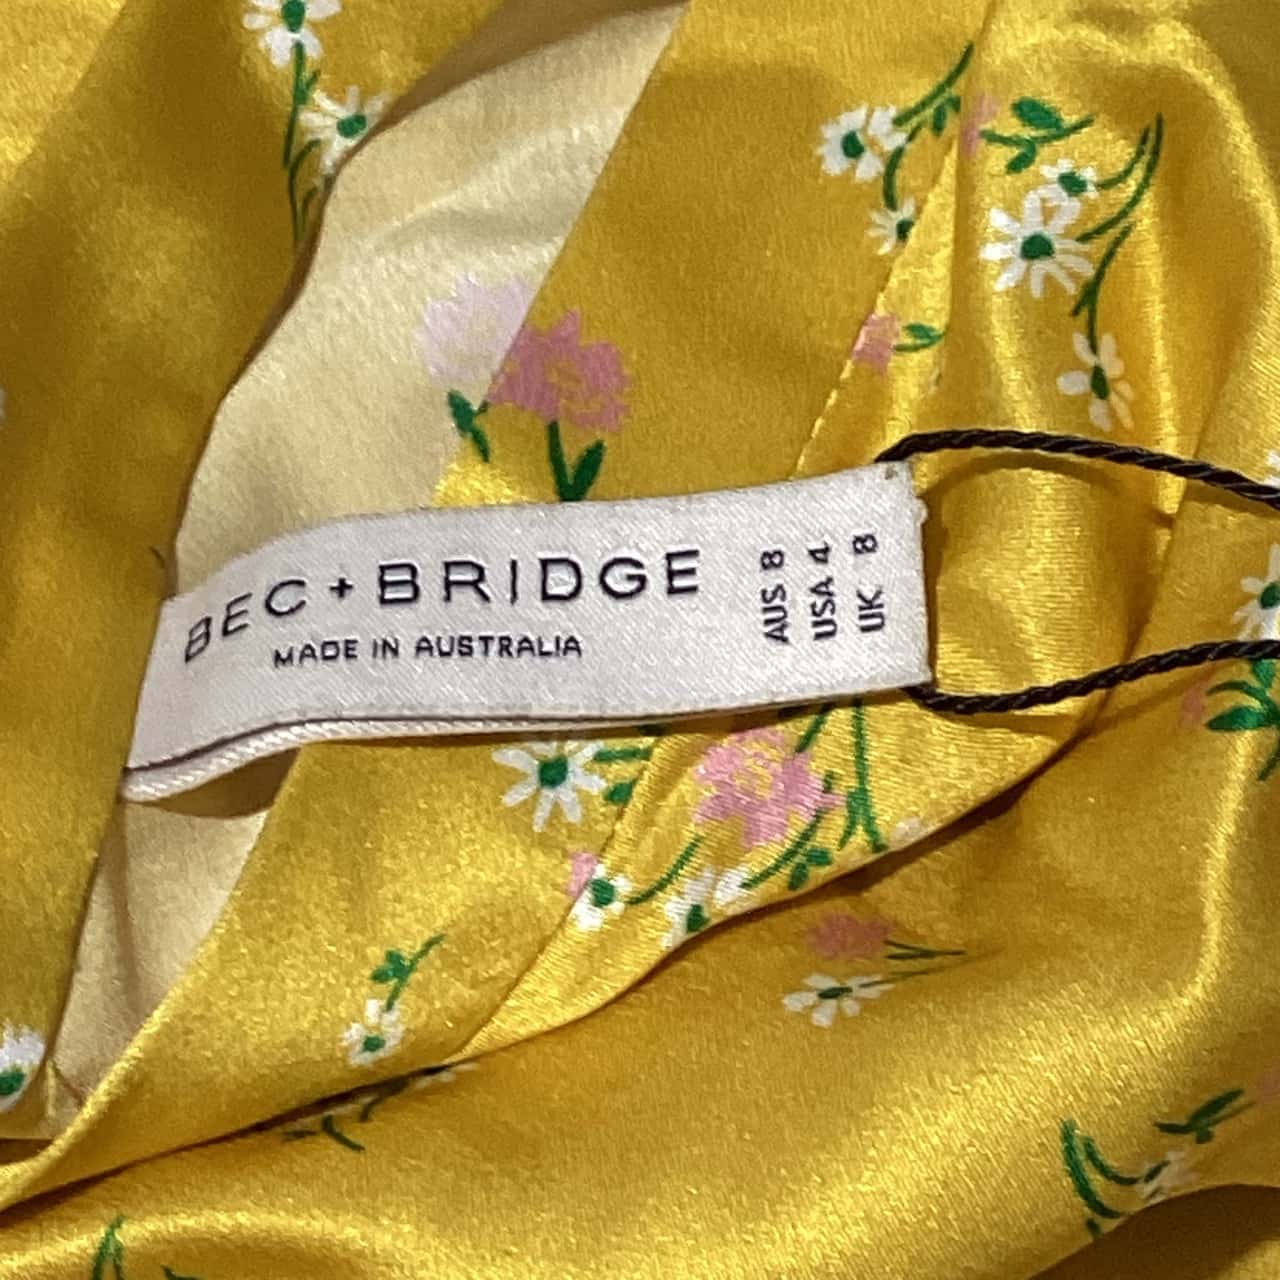 BEC + BRIDGE
MADE IN AUSTRALIA
AUS 8
USA 4
UK 8